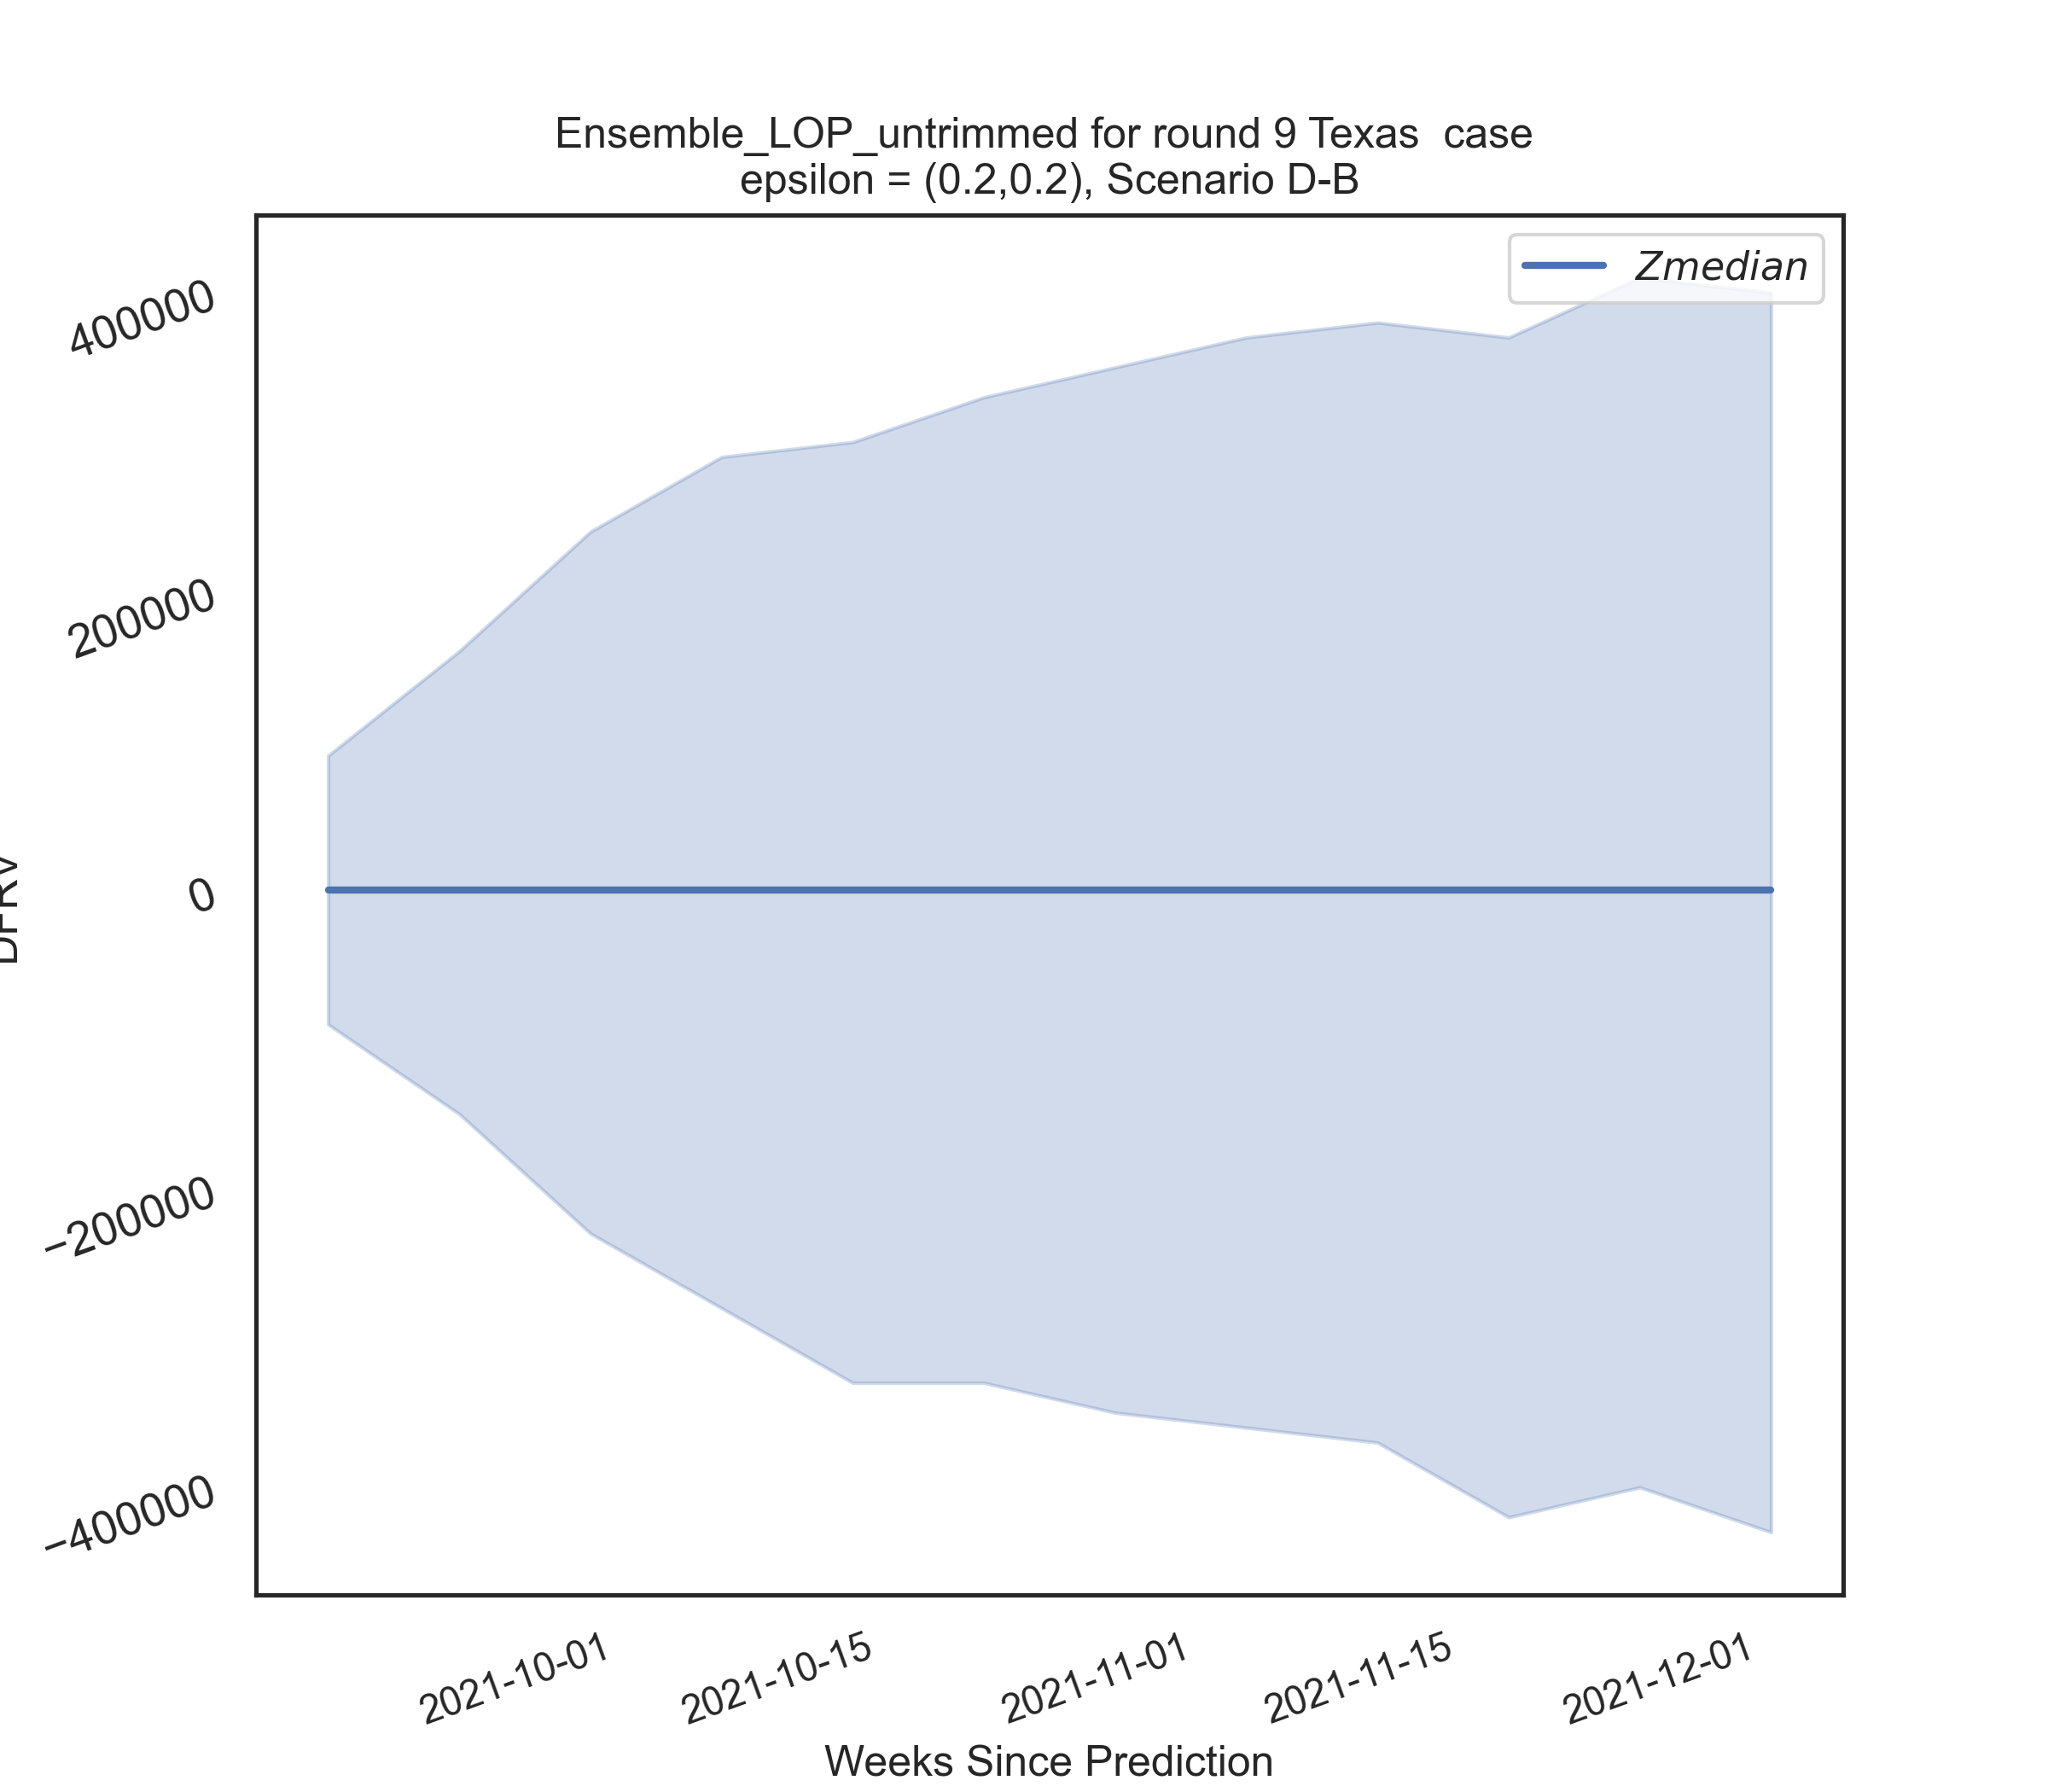 Ensemble_LOP_untrimmed for round 9 Texas  case
epsilon = (0.2,0.2), Scenario D-B
Zmedian
400000
200000
0
−200000
−400000
2021-10-01
2021-10-15
2021-11-01
2021-11-15
2021-12-01
Weeks Since Prediction